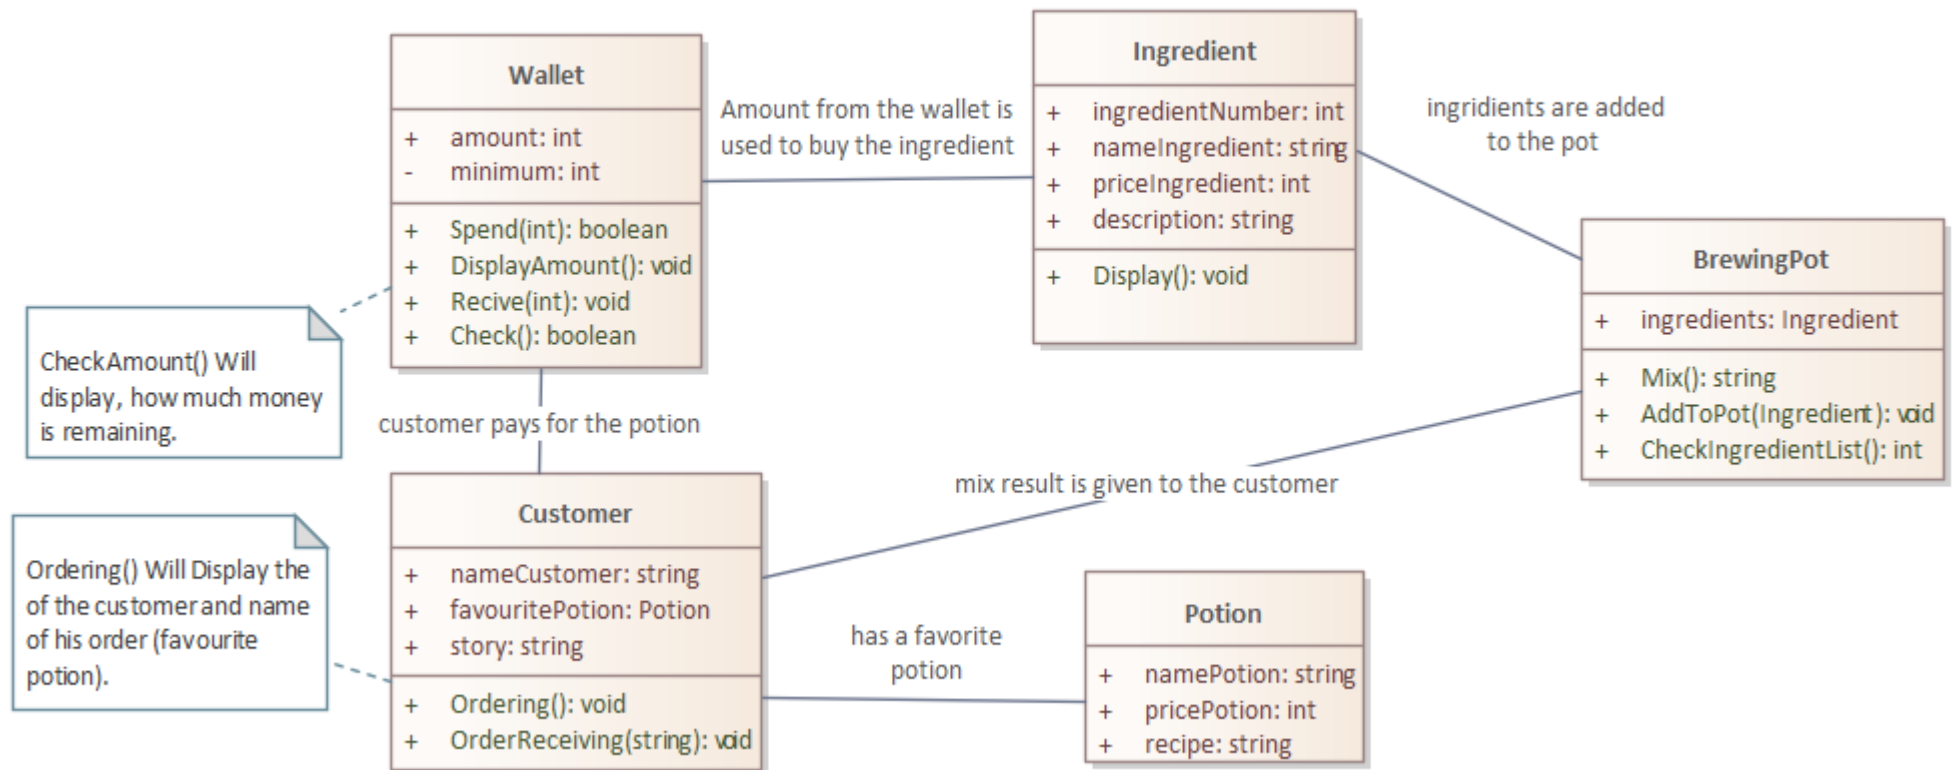 Wallet
+ amount: int
- minimum: int
+ Spend(int): boolean
+ DisplayAmount(): void
+ Recive(int): void
+ Check(): boolean
Amount from the wallet is
used to buy the ingredient
Ingredient
+ ingredientNumber: int
+ nameIngredient: string
+ priceIngredient: int
+ description: string
+ Display(): void
ingridients are added
to the pot
BrewingPot
+ ingredients: Ingredient
+ Mix(): string
+ AddToPot(Ingredient): void
+ CheckIngredientList(): int
CheckAmount() Will
display, how much money
is remaining.
customer pays for the potion
mix result is given to the customer
Customer
+ nameCustomer: string
+ favouritePotion: Potion
+ story: string
+ Ordering(): void
+ OrderReceiving(string): void
Ordering() Will Display the
of the customer and name
of his order (favourite
potion).
has a favorite
potion
Potion
+ namePotion: string
+ pricePotion: int
+ recipe: string